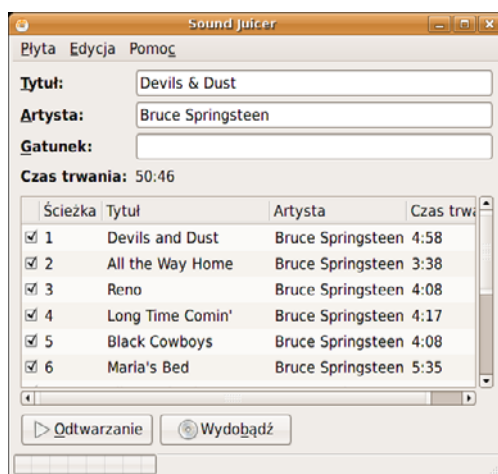 Sound Juicer
Płyta Edycja Pomoc
Tytuł: Devils & Dust
Artysta: Bruce Springsteen
Gatunek:
Czas trwania: 50:46
Ścieżka Tytuł Artysta Czas trwa
1 Devils and Dust Bruce Springsteen 4:58
2 All the Way Home Bruce Springsteen 3:38
3 Reno Bruce Springsteen 4:08
4 Long Time Comin' Bruce Springsteen 4:17
5 Black Cowboys Bruce Springsteen 4:08
6 Maria's Bed Bruce Springsteen 5:35
Odtwarzanie Wydobądź